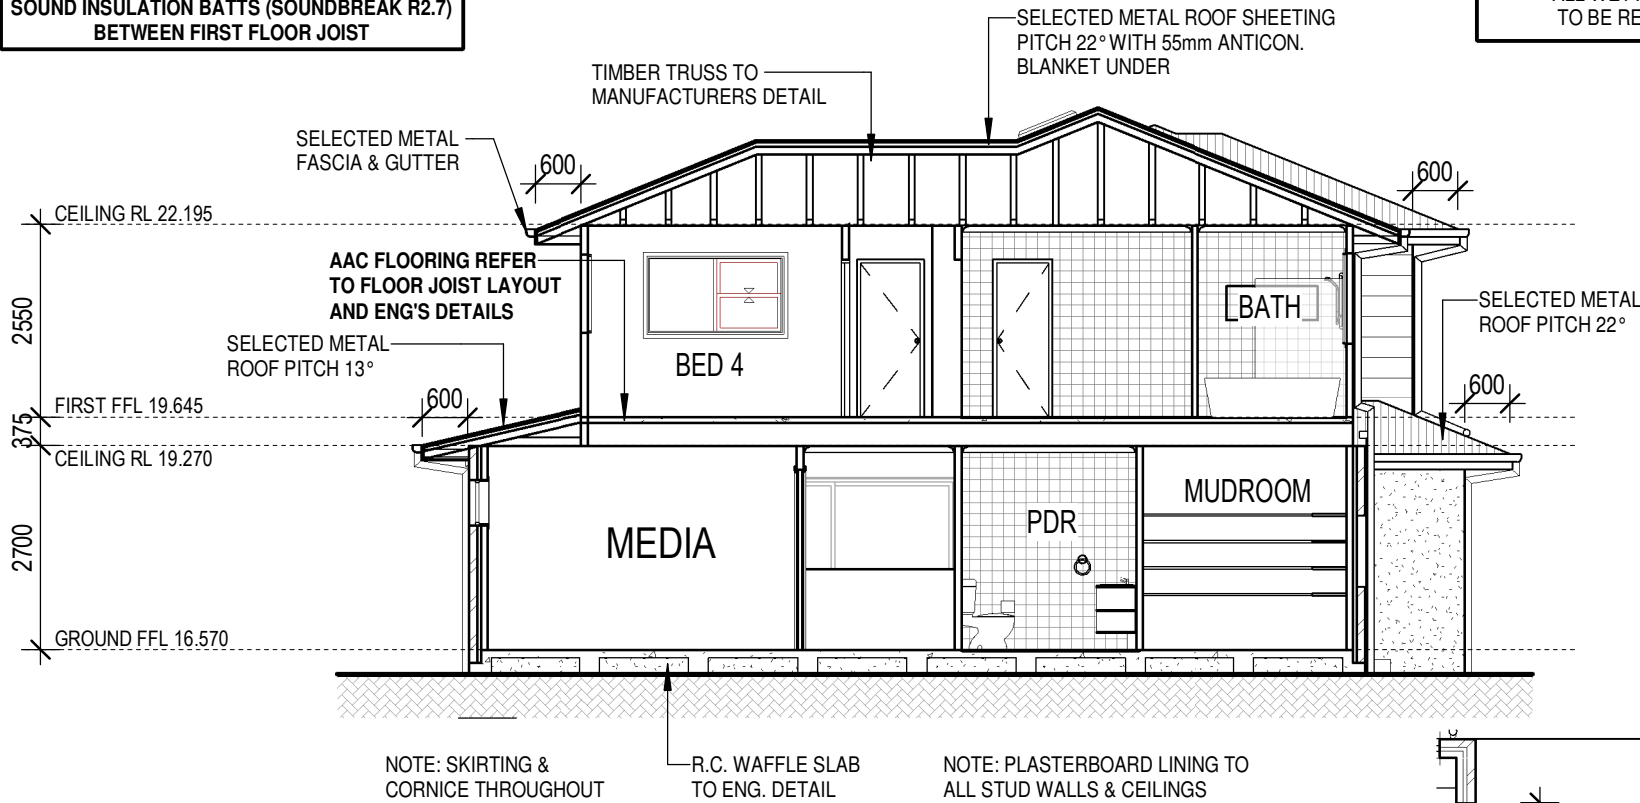 SOUND INSULATION BATTS (SOUNDBREAK R2.7)
BETWEEN FIRST FLOOR JOIST
TO BE RE
SELECTED METAL ROOF SHEETING
PITCH 22° WITH 55mm ANTICON.
BLANKET UNDER
TIMBER TRUSS TO
MANUFACTURERS DETAIL
SELECTED METAL
FASCIA & GUTTER
600
600
CEILING RL 22.195
AAC FLOORING REFER
TO FLOOR JOIST LAYOUT
AND ENG'S DETAILS
2550
BATH
SELECTED METAL
ROOF PITCH 22°
SELECTED METAL
ROOF PITCH 13°
BED 4
600
600
FIRST FFL 19.645
375
CEILING RL 19.270
2700
MEDIA
PDR
MUDROOM
GROUND FFL 16.570
NOTE: SKIRTING &
CORNICE THROUGHOUT
R.C. WAFFLE SLAB
TO ENG. DETAIL
NOTE: PLASTERBOARD LINING TO
ALL STUD WALLS & CEILINGS